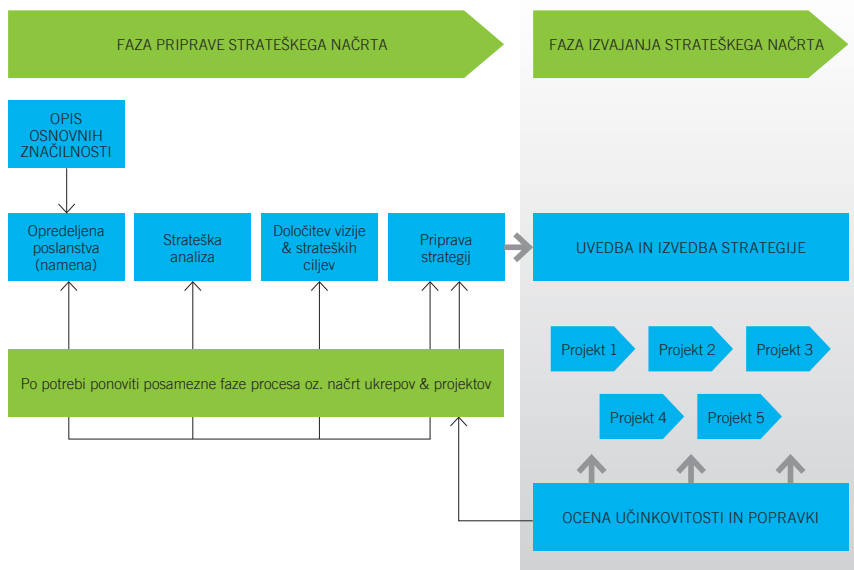 FAZA PRIPRAVE STRATEŠKEGA NAČRTA
FAZA IZVAJANJA STRATEŠKEGA NAČRTA
OPIS
OSNOVNIH
ZNAČILNOSTI
Opredeljena
poslanstva
(namena)
Strateška
analiza
Določitev vizije
& strateških
ciljev
Priprava
strategij
UVEDBA IN IZVEDBA STRATEGIJE
Projekt 1
Projekt 2
Projekt 3
Po potrebi ponoviti posamezne faze procesa oz. načrt ukrepov & projektov
Projekt 4
Projekt 5
OCENA UČINKOVITOSTI IN POPRAVKI